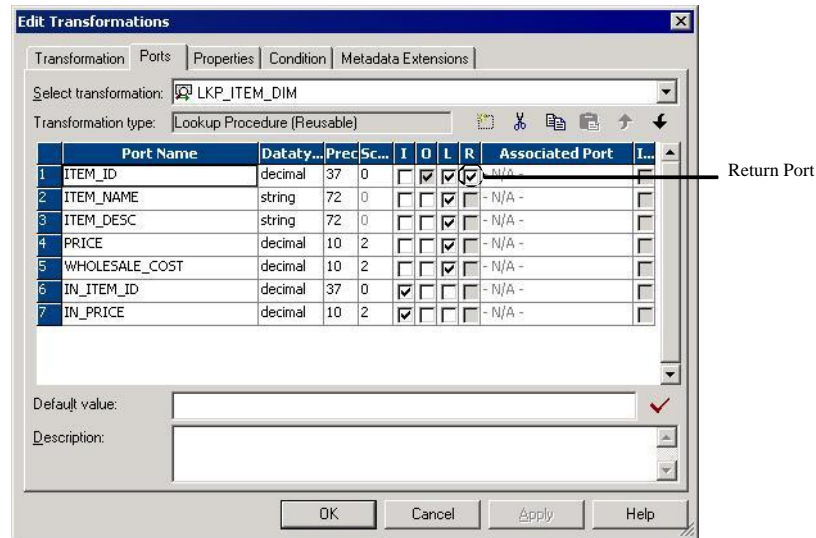 Edit Transformations
Transformation Ports Properties Condition Metadata Extensions
Select transformation: LKP_ITEM_DIM
Transformation type: Lookup Procedure (Reusable)
Port Name Dataty... Prec Sc... I O L R Associated Port I...
1 ITEM_ID decimal 37 0 - N/A -
Return Port
2 ITEM_NAME string 72 0 - N/A -
3 ITEM_DESC string 72 0 - N/A -
4 PRICE decimal 10 2 - N/A -
5 WHOLESALE_COST decimal 10 2 - N/A -
6 IN_ITEM_ID decimal 37 0 - N/A -
7 IN_PRICE decimal 10 2 - N/A -
Default value:
Description:
OK Cancel Apply Help